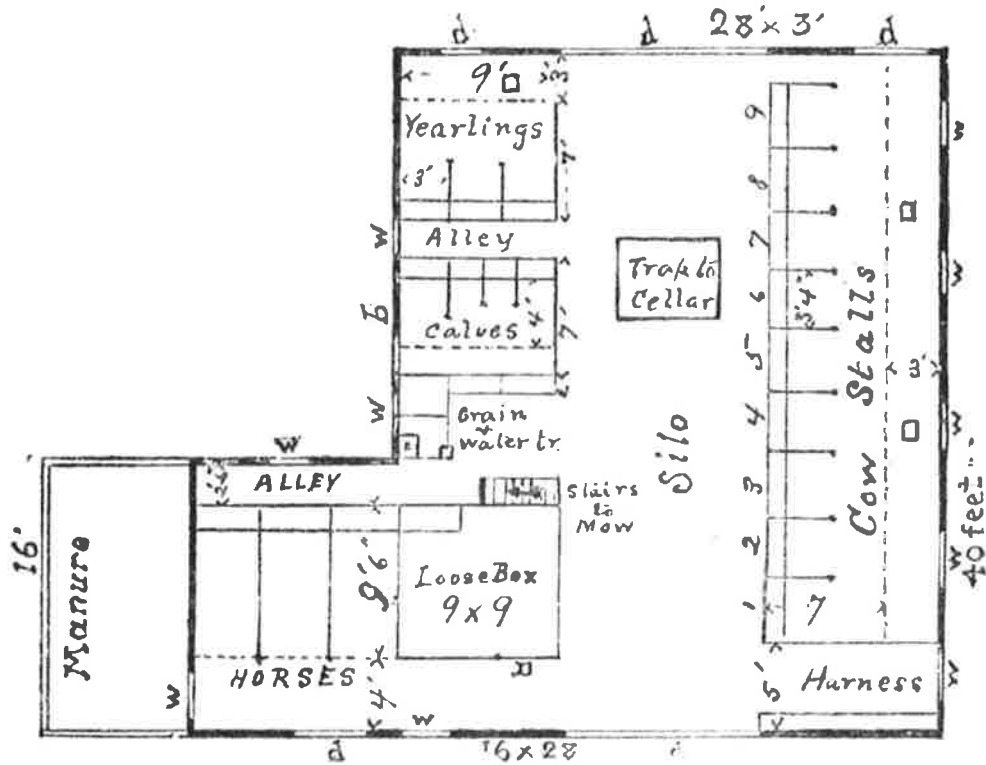 d d 28' x 3' d
9' 3'
Yearlings
3' 7'
w Alley
Calves 4' 7'
w
Grain
+
water tr.
w
ALLEY
Stairs
to
Mow
Trap to
Cellar
Silo
9
8
7
6
5
4
3
2
1
3'4"
Cow Stalls
3'
7
w
w
w
w
w
40 feet
16'
Manure
w
9'6"
Loose Box
9 x 9
HORSES
4'
w
5'
Harness
d 16 x 28